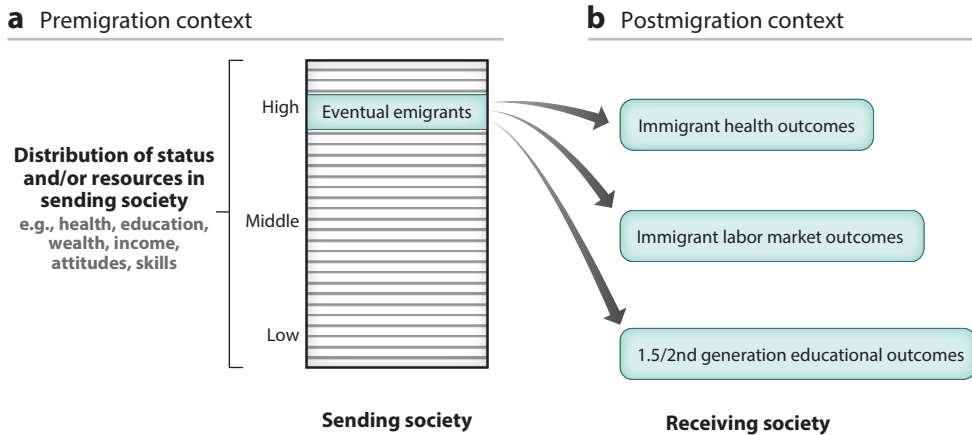 a Premigration context
b Postmigration context
High
Eventual emigrants
Immigrant health outcomes
Distribution of status
and/or resources in
sending society
e.g., health, education,
wealth, income,
attitudes, skills
Middle
Immigrant labor market outcomes
Low
1.5/2nd generation educational outcomes
Sending society
Receiving society